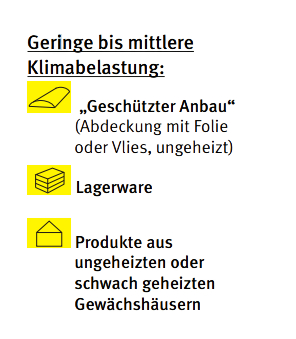 Geringe bis mittlere
Klimabelastung:
„Geschützter Anbau“
(Abdeckung mit Folie
oder Vlies, ungeheizt)
Lagerware
Produkte aus
ungeheizten oder
schwach geheizten
Gewächshäusern